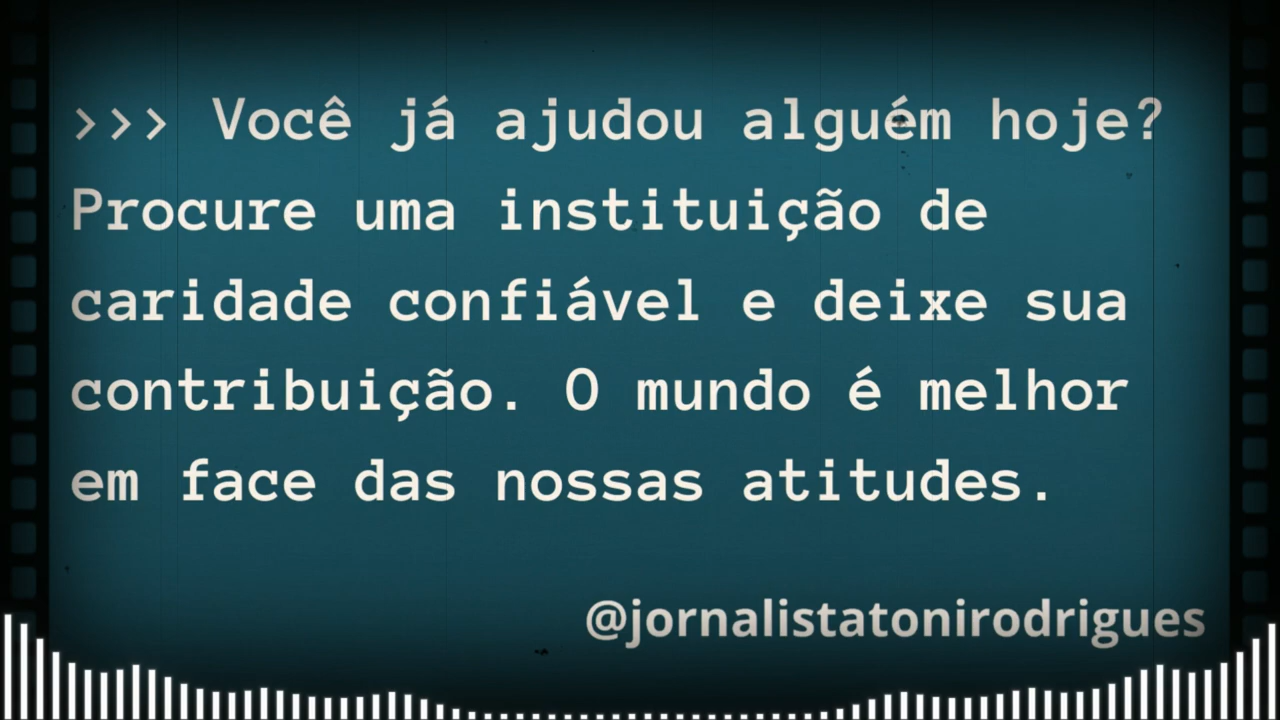 >>> Você já ajudou alguém hoje?
Procure uma instituição de
caridade confiável e deixe sua
contribuição. O mundo é melhor
em face das nossas atitudes.
@jornalistatonirodrigues